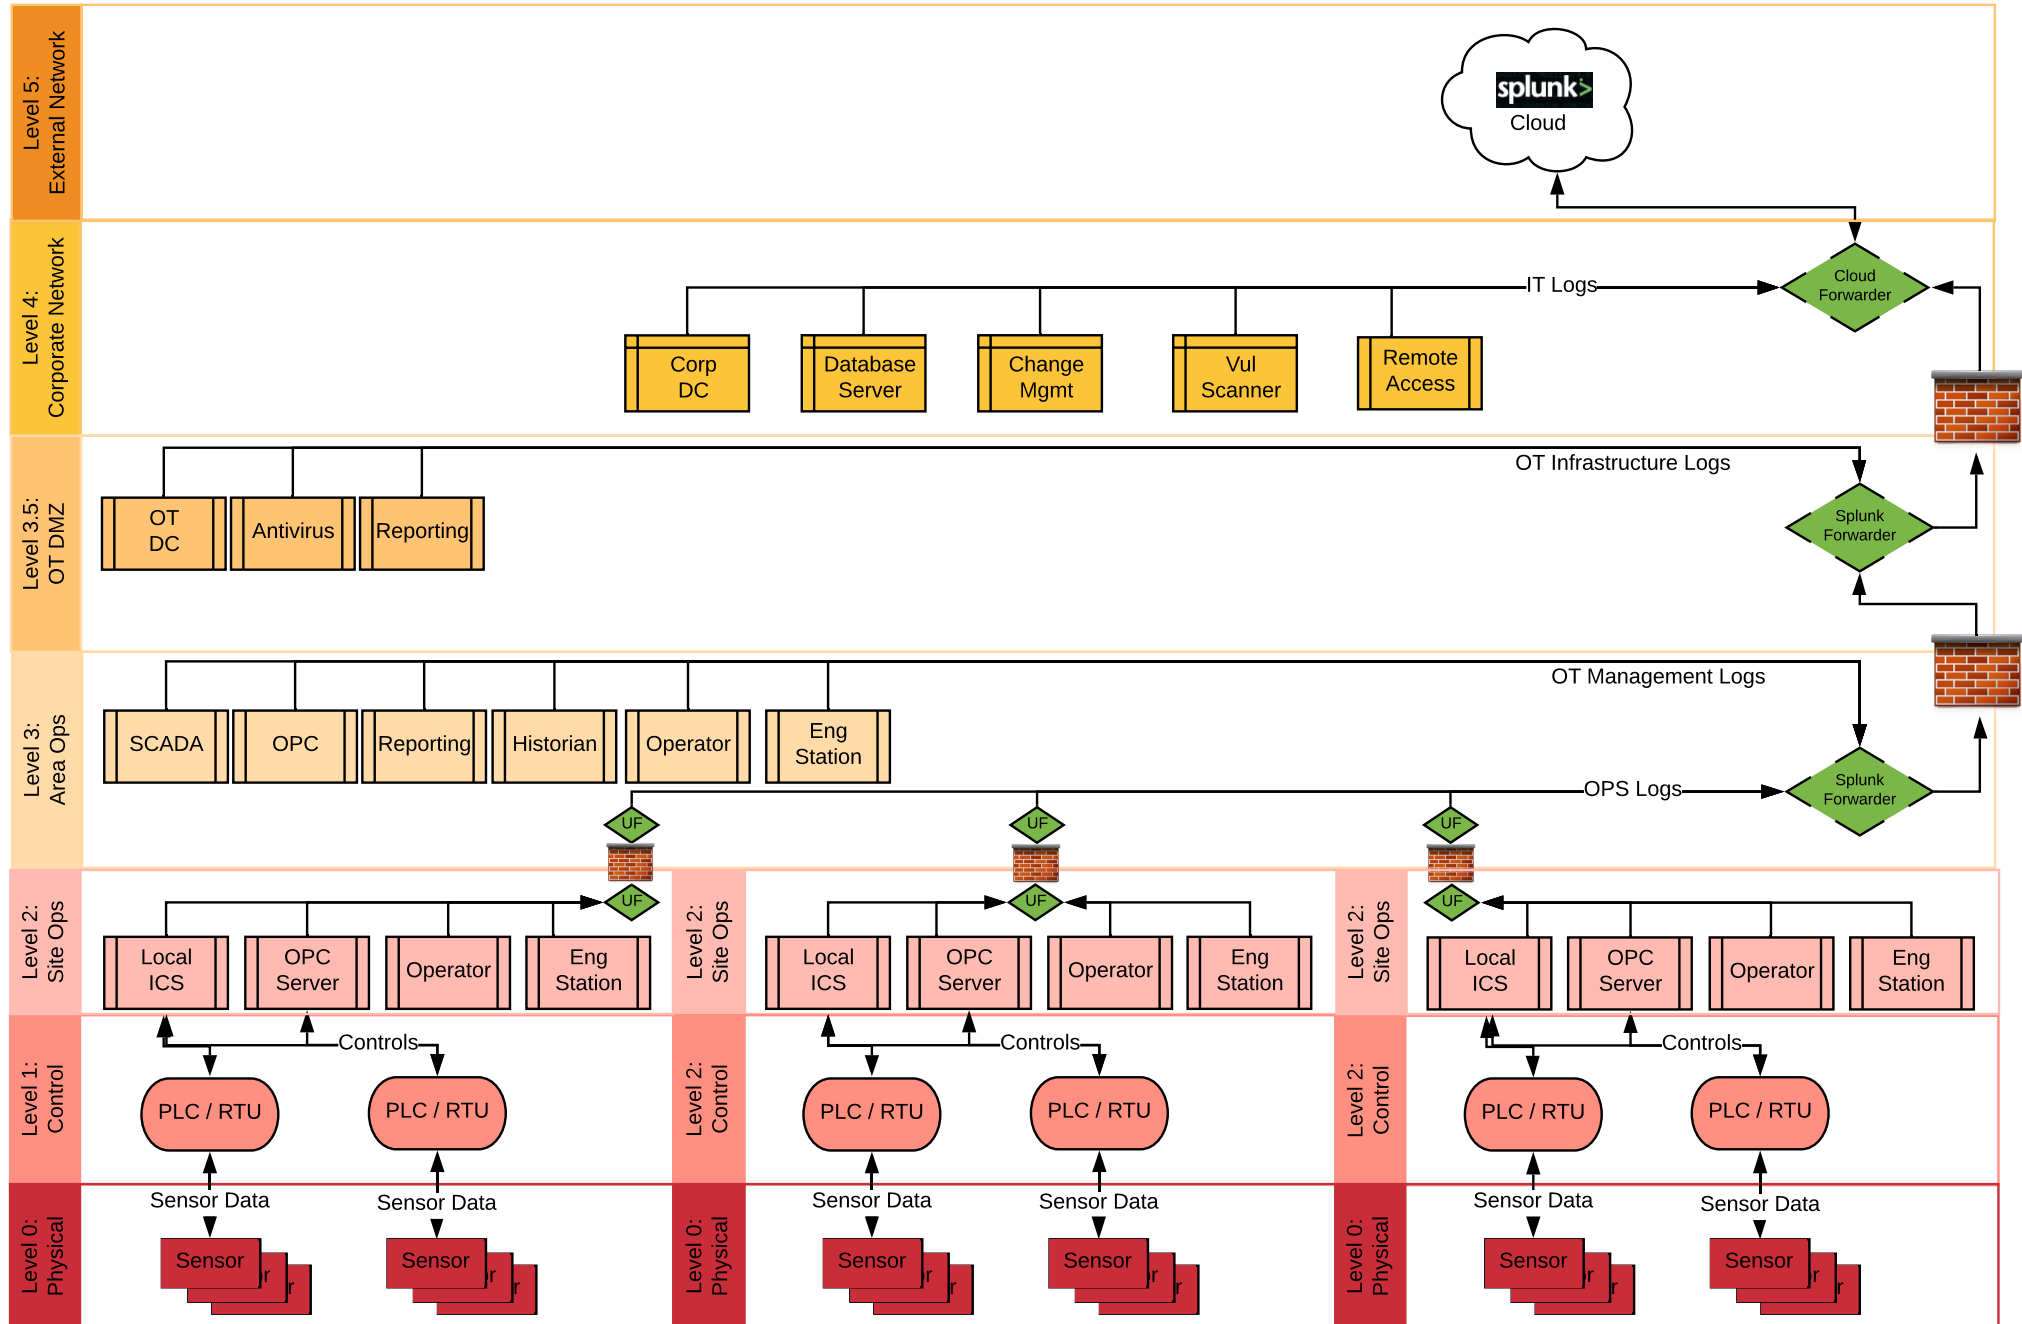 Level 5:
External Network
splunk>
Cloud
Level 4:
Corporate Network
IT Logs
Cloud
Forwarder
Corp
DC
Database
Server
Change
Mgmt
Vul
Scanner
Remote
Access
Level 3.5:
OT DMZ
OT Infrastructure Logs
OT
DC
Antivirus
Reporting
Splunk
Forwarder
Level 3:
Area Ops
OT Management Logs
SCADA
OPC
Reporting
Historian
Operator
Eng
Station
OPS Logs
Splunk
Forwarder
UF
UF
UF
Level 2:
Site Ops
UF
Local
ICS
OPC
Server
Operator
Eng
Station
Level 2:
Site Ops
UF
Local
ICS
OPC
Server
Operator
Eng
Station
Level 2:
Site Ops
UF
Local
ICS
OPC
Server
Operator
Eng
Station
Level 1:
Control
Controls
PLC / RTU
PLC / RTU
Level 2:
Control
Controls
PLC / RTU
PLC / RTU
Level 2:
Control
Controls
PLC / RTU
PLC / RTU
Level 0:
Physical
Sensor Data
Sensor Data
Sensor
or
r
Sensor
or
r
Level 0:
Physical
Sensor Data
Sensor Data
Sensor
or
r
Sensor
or
r
Level 0:
Physical
Sensor Data
Sensor Data
Sensor
or
r
Sensor
or
r